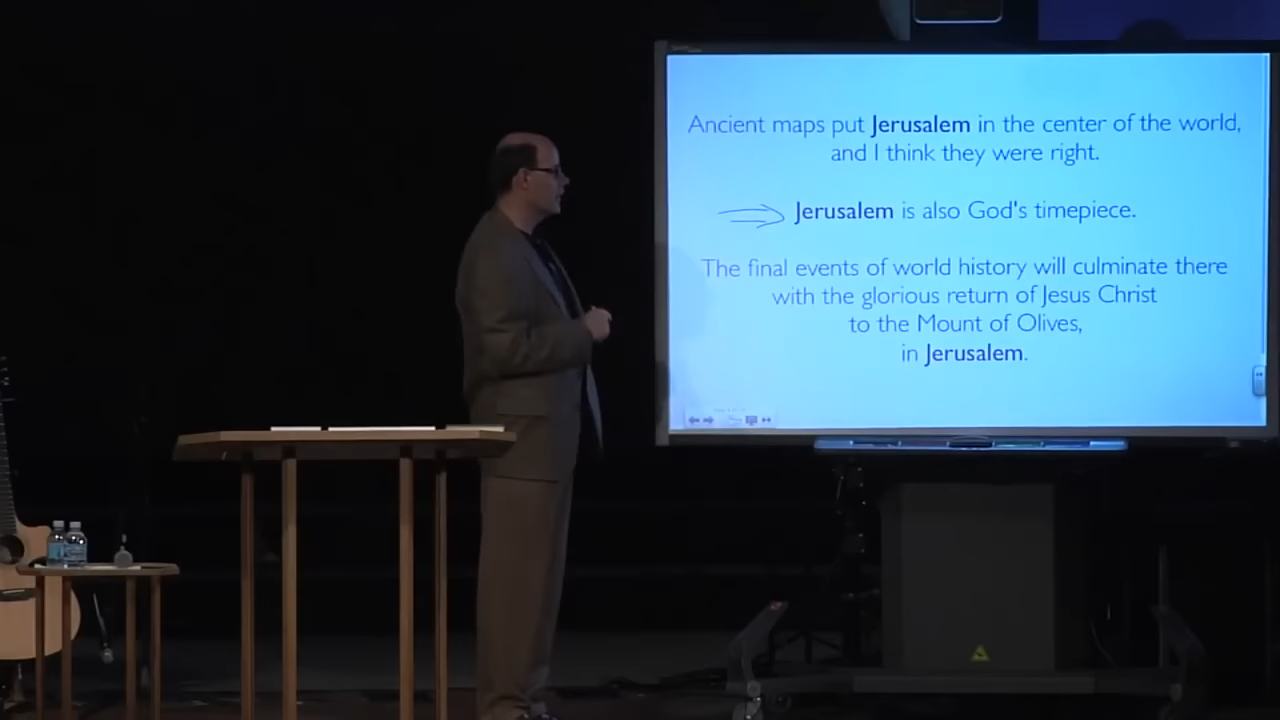 Ancient maps put Jerusalem in the center of the world,
and I think they were right.
Jerusalem is also God's timepiece.
The final events of world history will culminate there
with the glorious return of Jesus Christ
to the Mount of Olives,
in Jerusalem.